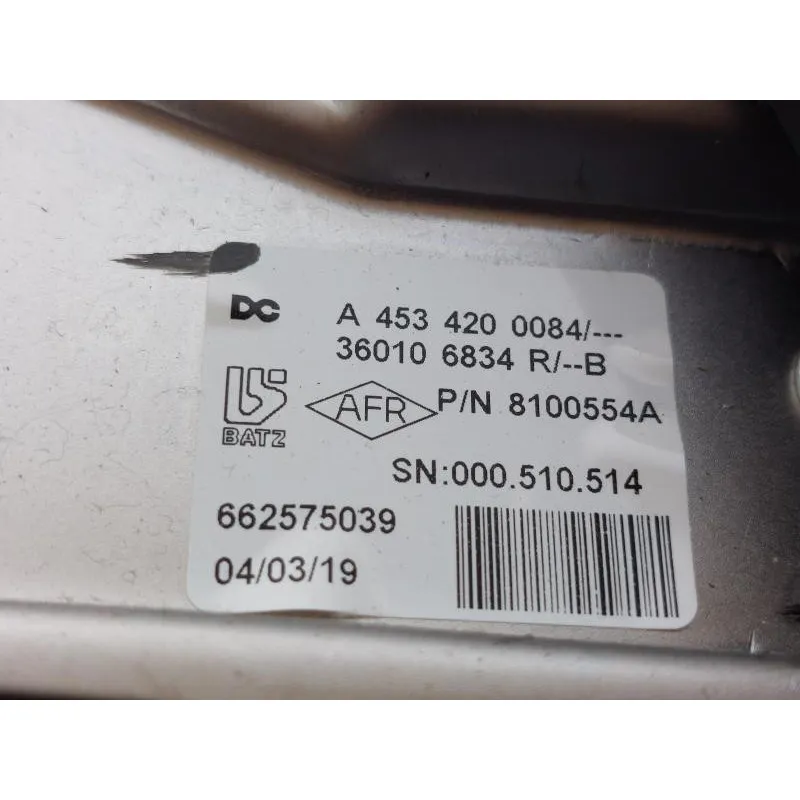 DC A 453 420 0084/---
36010 6834 R/--B
BATZ AFR P/N 8100554A
SN:000.510.514
662575039
04/03/19